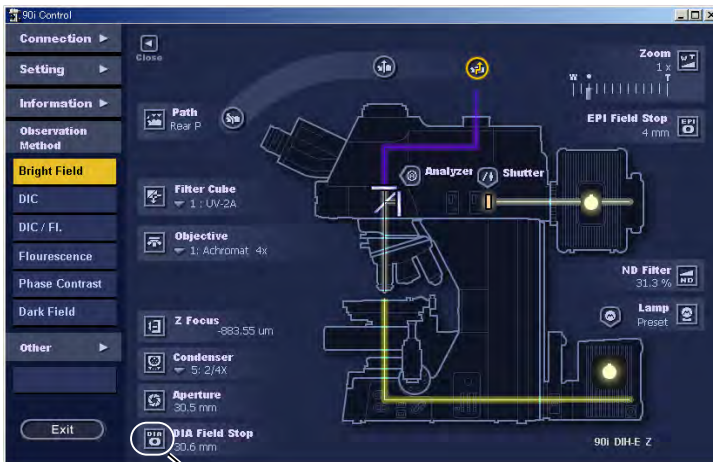 90i Control
Connection
Setting
Information
Observation
Method
Bright Field
DIC
DIC / Fl.
Flourescence
Phase Contrast
Dark Field
Other
Exit
Close
Path
Rear P
Filter Cube
1 : UV-2A
Objective
1: Achromat 4x
Z Focus
-883.55 um
Condenser
5: 2/4X
Aperture
30.5 mm
DIA
DIA Field Stop
30.6 mm
Analyzer
Shutter
Zoom
1 x
W T
W T
EPI Field Stop
4 mm
EPI
ND Filter
31.3 %
ND
Lamp
Preset
90i DIH-E Z